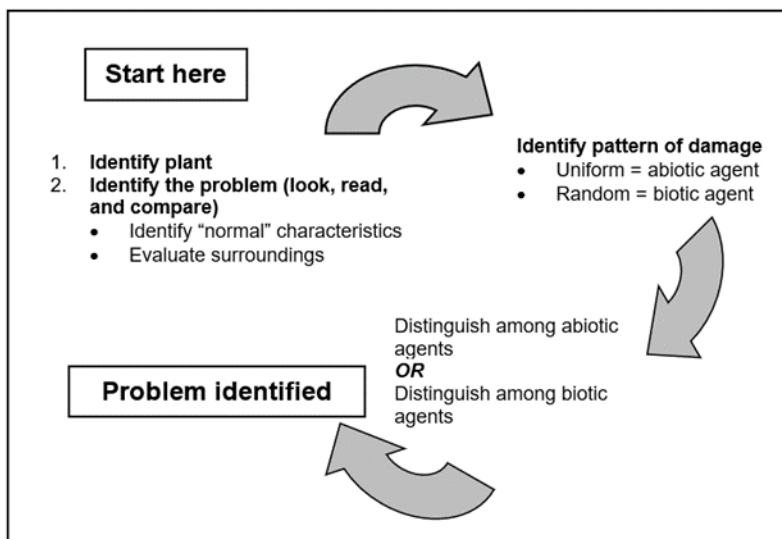 Start here
1. Identify plant
2. Identify the problem (look, read,
and compare)
• Identify “normal” characteristics
• Evaluate surroundings
Identify pattern of damage
• Uniform = abiotic agent
• Random = biotic agent
Distinguish among abiotic
agents
OR
Distinguish among biotic
agents
Problem identified